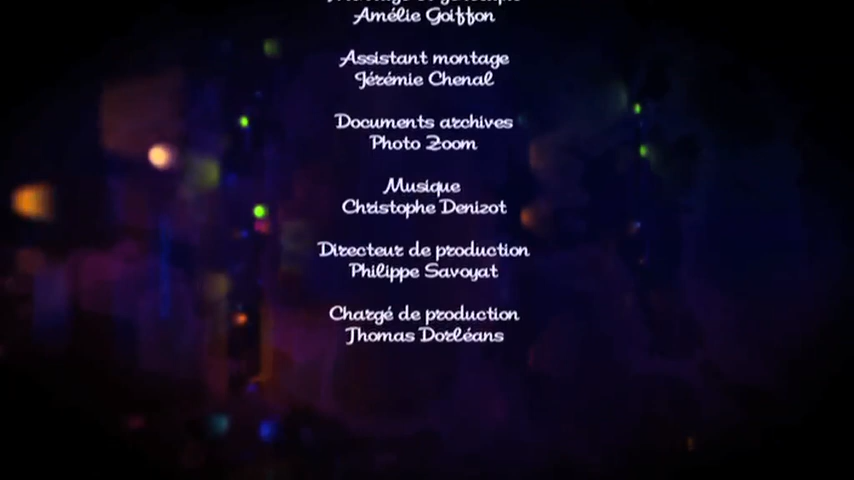 Amélie Goiffon
Assistant montage
Jérémie Chenal
Documents archives
Photo Zoom
Musique
Christophe Denizot
Directeur de production
Philippe Savoyat
Chargé de production
Thomas Dorléans